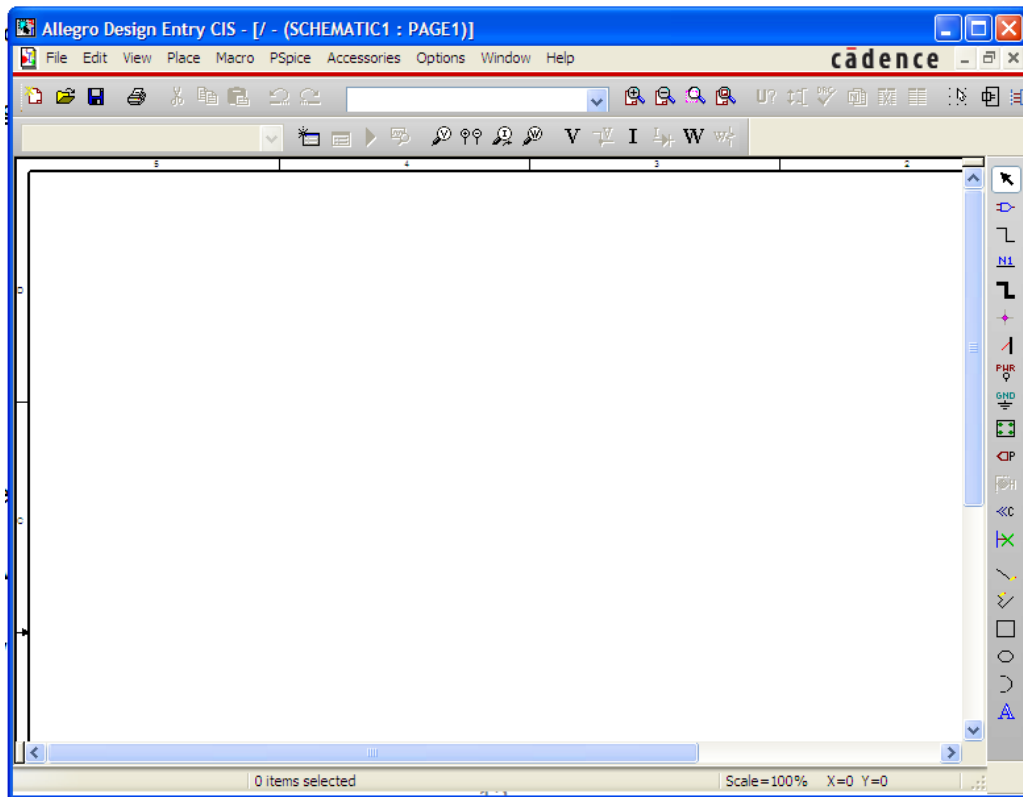 Allegro Design Entry CIS - [/ - (SCHEMATIC1 : PAGE1)]
File Edit View Place Macro PSpice Accessories Options Window Help
cādence
U?
DRC
V I W
V I W
5 4 3 2
N1
PWR
GND
D
P
H
C
C
A
0 items selected
Scale=100% X=0 Y=0